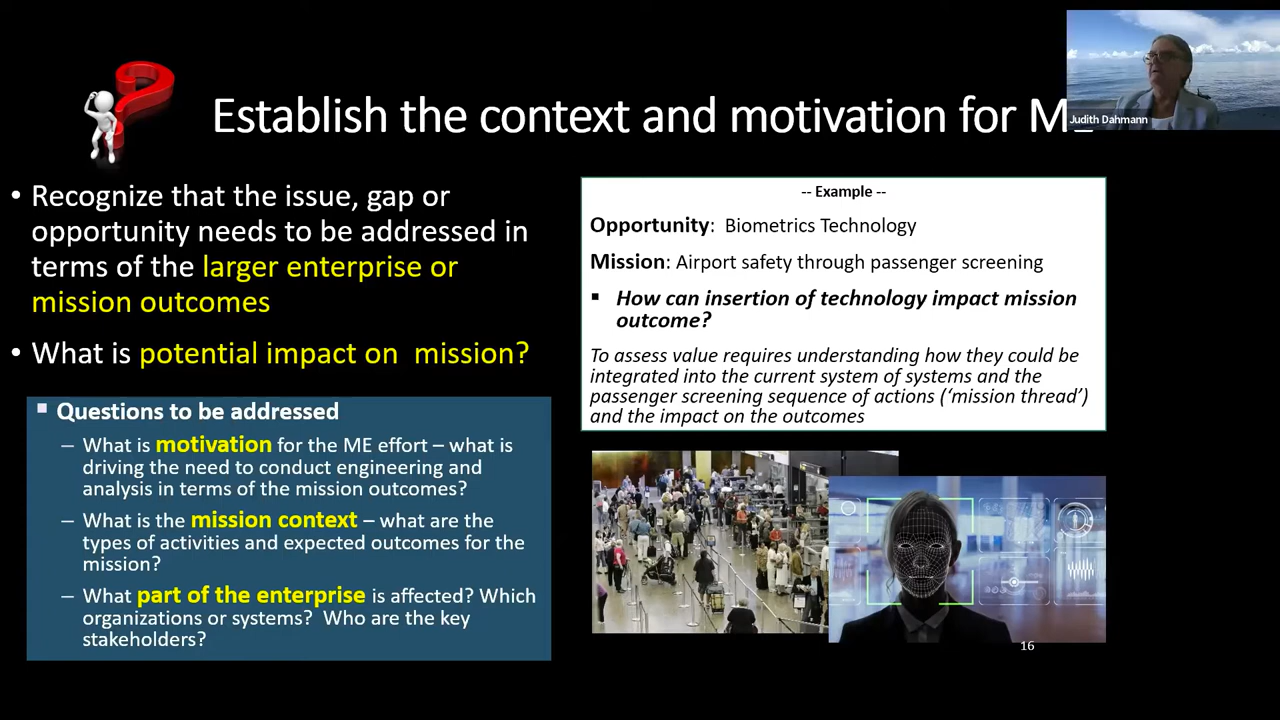 Establish the context and motivation for ME
Judith Dahmann
• Recognize that the issue, gap or
opportunity needs to be addressed in
terms of the larger enterprise or
mission outcomes
• What is potential impact on mission?
▪ Questions to be addressed
– What is motivation for the ME effort – what is
driving the need to conduct engineering and
analysis in terms of the mission outcomes?
– What is the mission context – what are the
types of activities and expected outcomes for the
mission?
– What part of the enterprise is affected? Which
organizations or systems? Who are the key
stakeholders?
-- Example --
Opportunity: Biometrics Technology
Mission: Airport safety through passenger screening
▪ How can insertion of technology impact mission
outcome?
To assess value requires understanding how they could be
integrated into the current system of systems and the
passenger screening sequence of actions (‘mission thread’)
and the impact on the outcomes
16